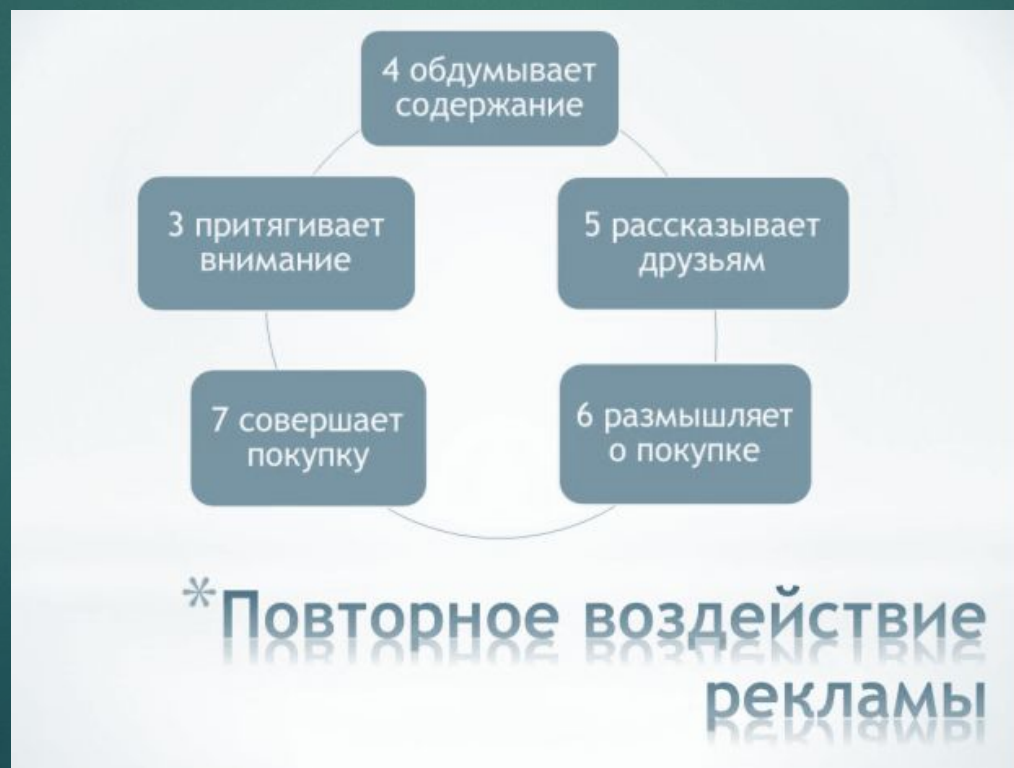 4 обдумывает
содержание
3 притягивает
внимание
5 рассказывает
друзьям
7 совершает
покупку
6 размышляет
о покупке
*Повторное воздействие
рекламы